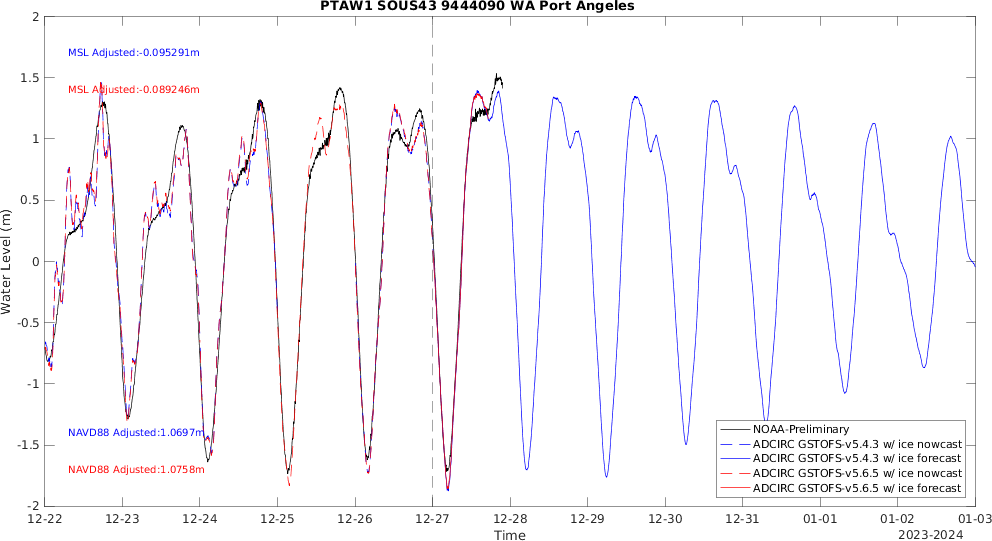 PTAW1 SOUS43 9444090 WA Port Angeles
2
1.5
1
0.5
0
-0.5
-1
-1.5
-2
Water Level (m)
MSL Adjusted:-0.095291m
MSL Adjusted:-0.089246m
NAVD88 Adjusted:1.0697m
NAVD88 Adjusted:1.0758m
NOAA-Preliminary
ADCIRC GSTOFS-v5.4.3 w/ ice nowcast
ADCIRC GSTOFS-v5.4.3 w/ ice forecast
ADCIRC GSTOFS-v5.6.5 w/ ice nowcast
ADCIRC GSTOFS-v5.6.5 w/ ice forecast
12-22 12-23 12-24 12-25 12-26 12-27 12-28 12-29 12-30 12-31 01-01 01-02 01-03
Time
2023-2024